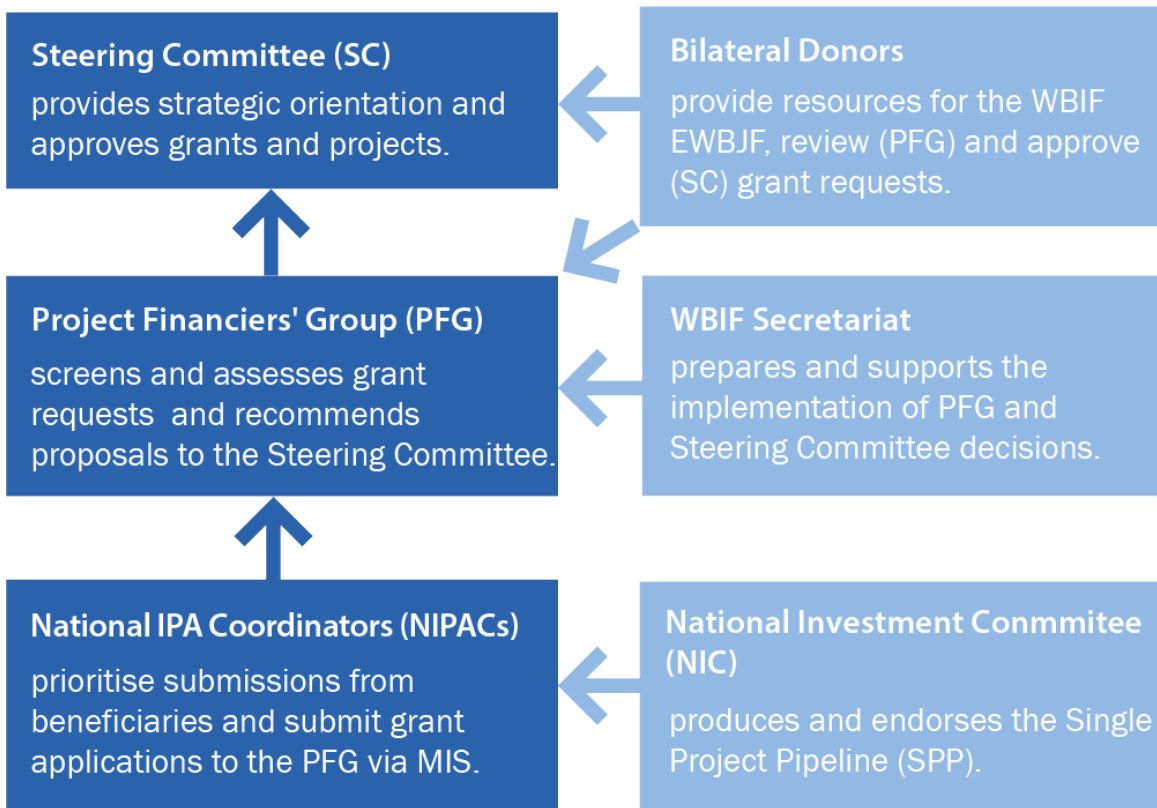 Steering Committee (SC)
provides strategic orientation and
approves grants and projects.
Bilateral Donors
provide resources for the WBIF
EWBJF, review (PFG) and approve
(SC) grant requests.
Project Financiers' Group (PFG)
screens and assesses grant
requests  and recommends
proposals to the Steering Committee.
WBIF Secretariat
prepares and supports the
implementation of PFG and
Steering Committee decisions.
National IPA Coordinators (NIPACs)
prioritise submissions from
beneficiaries and submit grant
applications to the PFG via MIS.
National Investment Conmmitee
(NIC)
produces and endorses the Single
Project Pipeline (SPP).